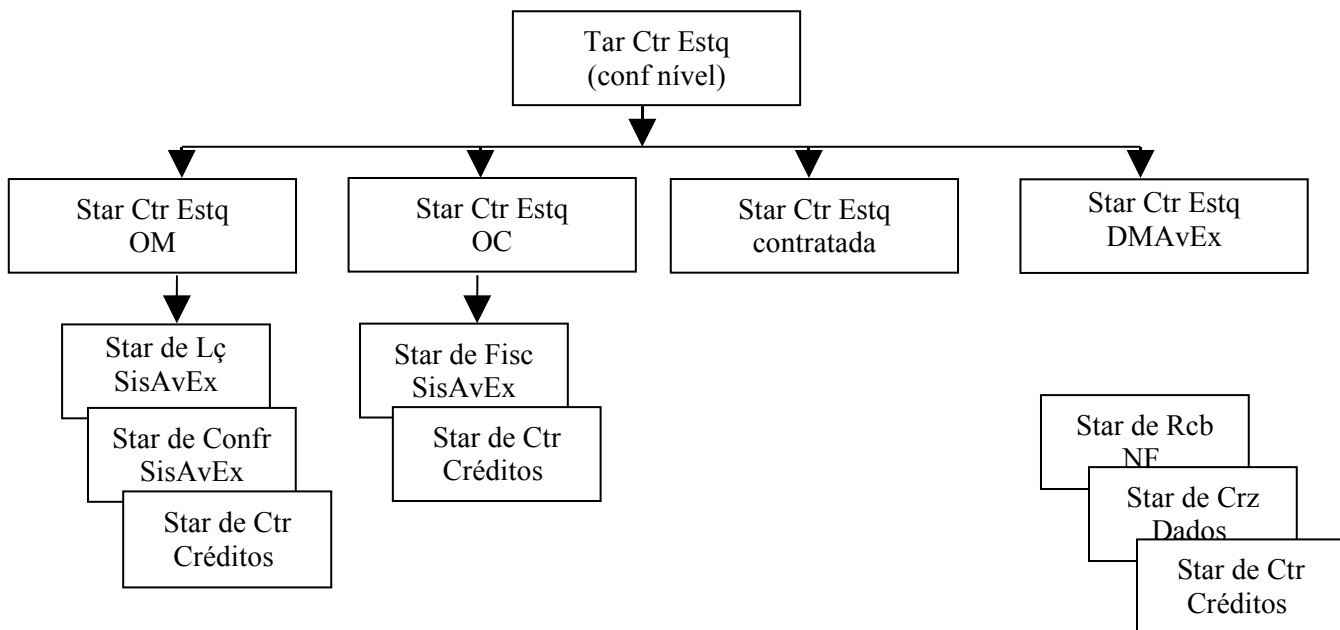 Tar Ctr Estq
(conf nível)
Star Ctr Estq
OM
Star Ctr Estq
OC
Star Ctr Estq
contratada
Star Ctr Estq
DMAvEx
Star de Lç
SisAvEx
Star de Confr
SisAvEx
Star de Ctr
Créditos
Star de Fisc
SisAvEx
Star de Ctr
Créditos
Star de Rcb
NF
Star de Crz
Dados
Star de Ctr
Créditos